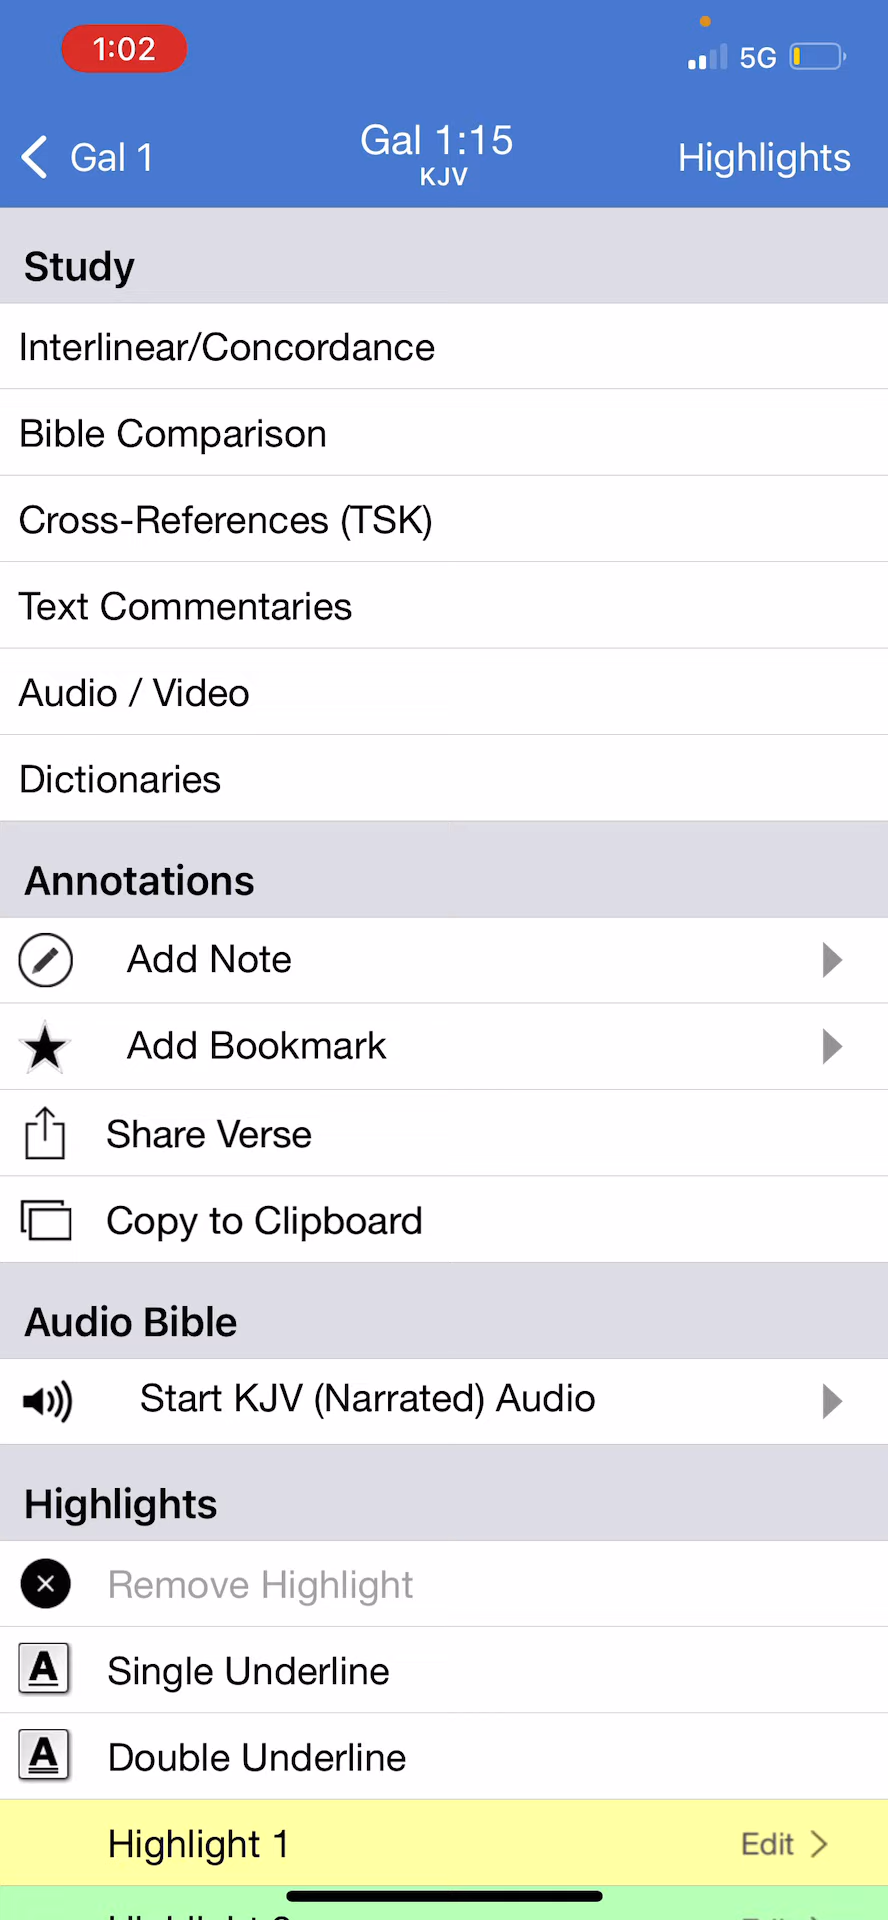 1:02
5G
Gal 1
Gal 1:15
KJV
Highlights
Study
Interlinear/Concordance
Bible Comparison
Cross-References (TSK)
Text Commentaries
Audio / Video
Dictionaries
Annotations
Add Note
Add Bookmark
Share Verse
Copy to Clipboard
Audio Bible
Start KJV (Narrated) Audio
Highlights
Remove Highlight
A Single Underline
A Double Underline
Highlight 1 Edit